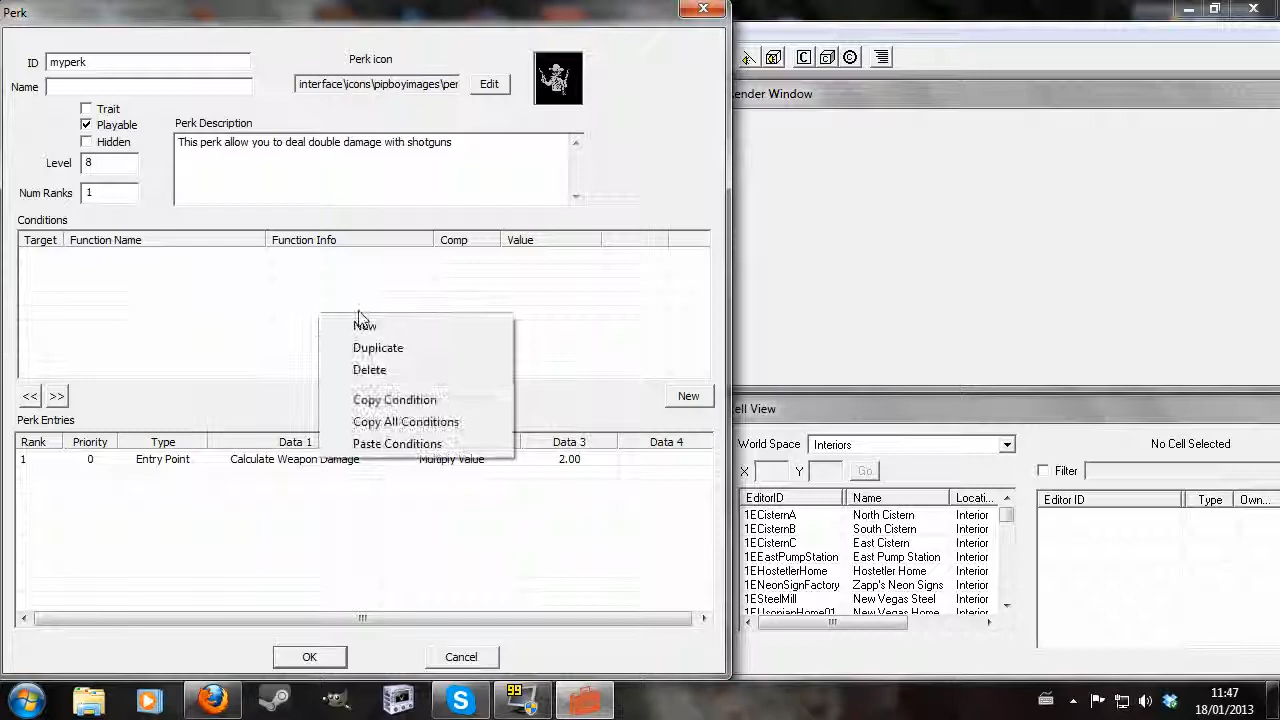 Perk
ID myperk
Perk icon
Name
interface\icons\pipboyimages\per
Edit
Trait
Playable
Hidden
Perk Description
This perk allow you to deal double damage with shotguns
Level 8
Num Ranks 1
Conditions
Target Function Name Function Info Comp Value
New
Duplicate
Delete
Copy Condition
Copy All Conditions
Paste Conditions
<< >> New
Perk Entries
Rank Priority Type Data 1 Data 3 Data 4
1 0 Entry Point Calculate Weapon Damage Multiply Value 2.00
OK Cancel
ender Window
ell View
World Space Interiors No Cell Selected
X Y Go Filter
EditorID Name Locati...
Editor ID Type Own...
1ECisternA North Cistern Interior
1ECisternB South Cistern Interior
1ECisternC East Cistern Interior
1EEastPumpStation East Pump Station Interior
1EHostetlerHome Hostetler Home Interior
1ENeonSignFactory Zapp's Neon Signs Interior
1ESteelMill New Vegas Steel Interior
1EUsonianHome01 New Vegas Home Interior
99
11:47
18/01/2013